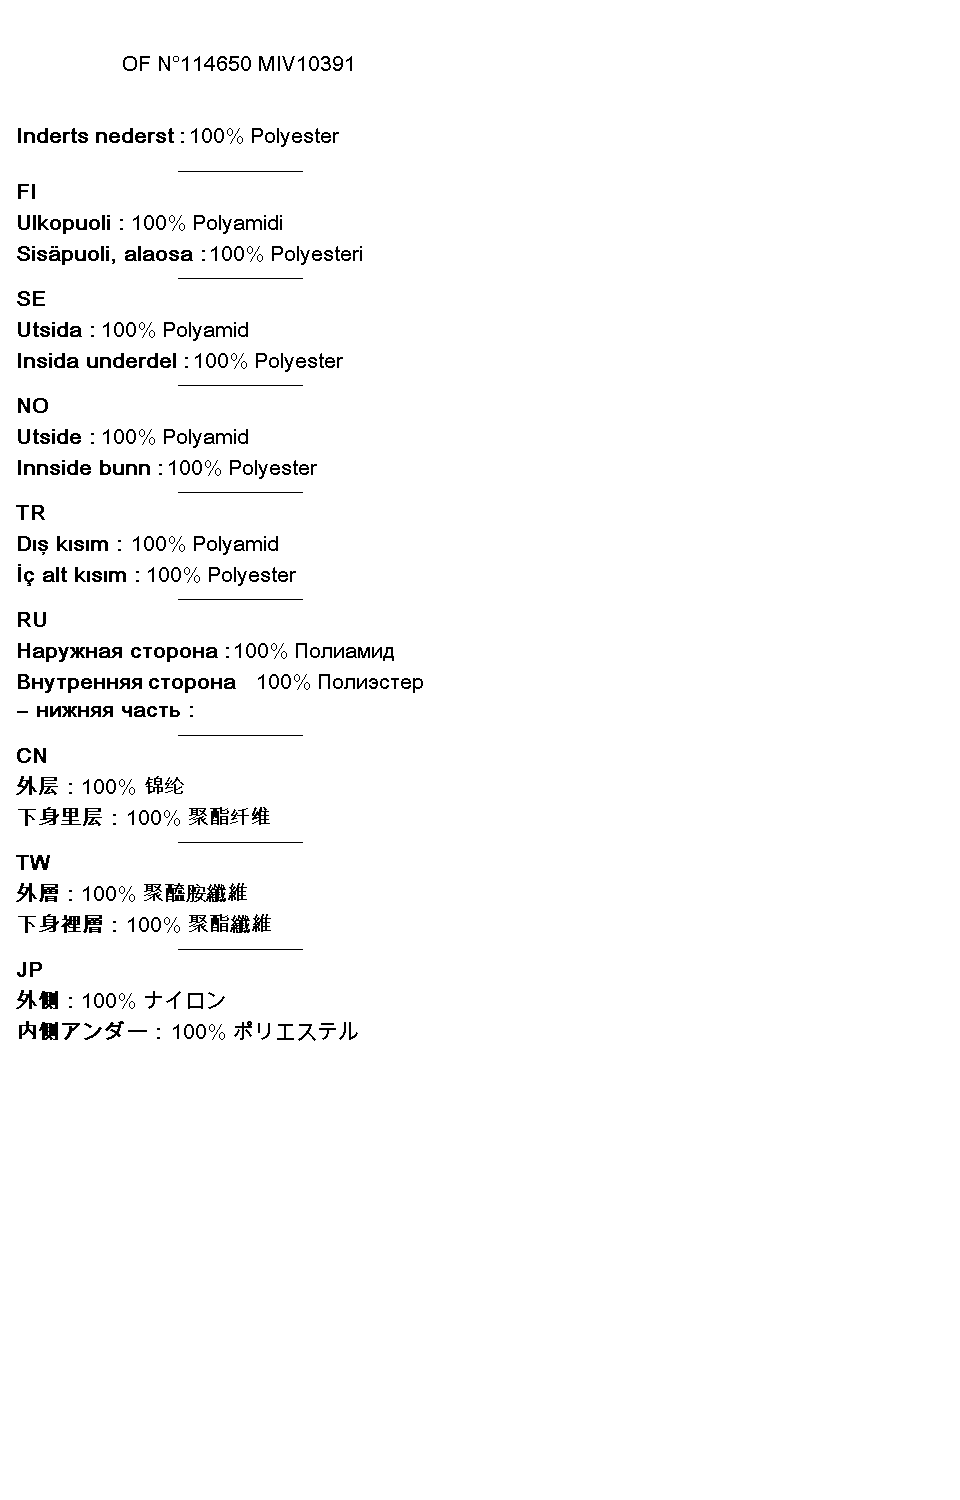 OF N°114650 MIV10391
Inderts nederst : 100% Polyester
FI
Ulkopuoli : 100% Polyamidi
Sisäpuoli, alaosa : 100% Polyesteri
SE
Utsida : 100% Polyamid
Insida underdel : 100% Polyester
NO
Utside : 100% Polyamid
Innside bunn : 100% Polyester
TR
Dış kısım : 100% Polyamid
İç alt kısım : 100% Polyester
RU
Наружная сторона : 100% Полиамид
Внутренняя сторона 100% Полиэстер
– нижняя часть :
CN
外层 : 100% 锦纶
下身里层 : 100% 聚酯纤维
TW
外層 : 100% 聚醯胺纖維
下身裡層 : 100% 聚酯纖維
JP
外側 : 100% ナイロン
内側アンダー : 100% ポリエステル